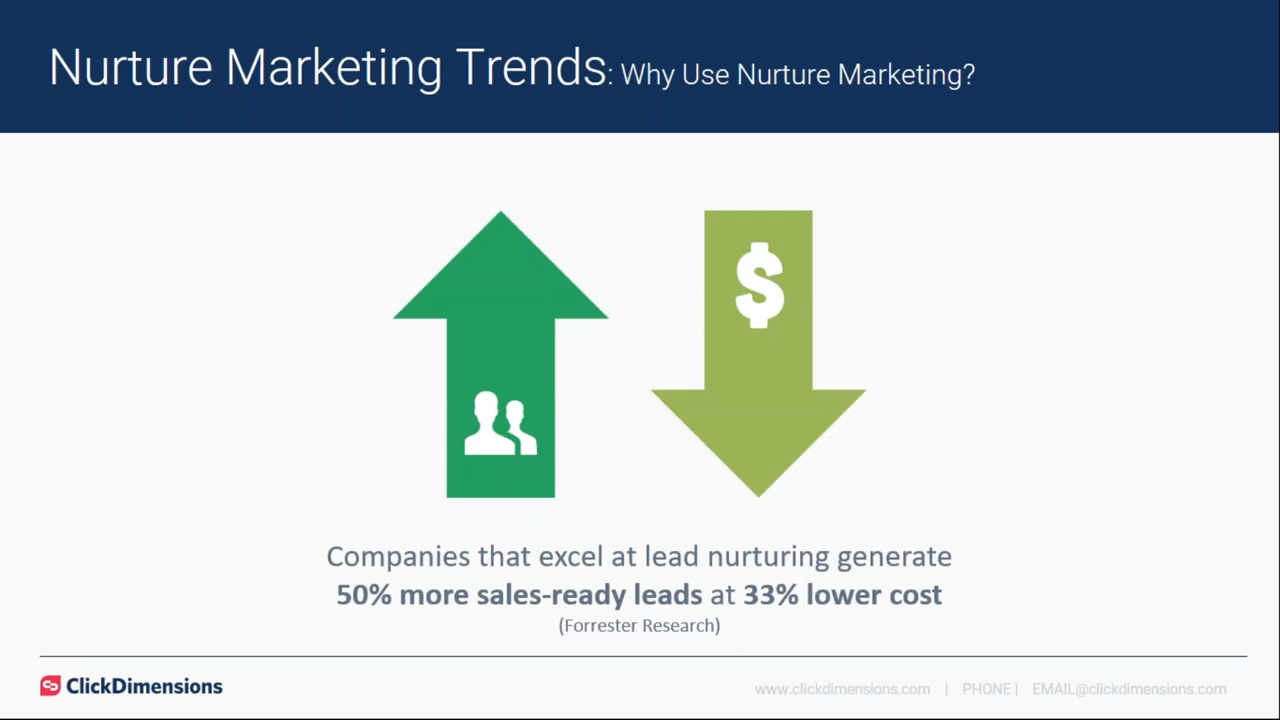 Nurture Marketing Trends: Why Use Nurture Marketing?
$
Companies that excel at lead nurturing generate
50% more sales-ready leads at 33% lower cost
(Forrester Research)
ClickDimensions
www.clickdimensions.com | PHONE | EMAIL@clickdimensions.com